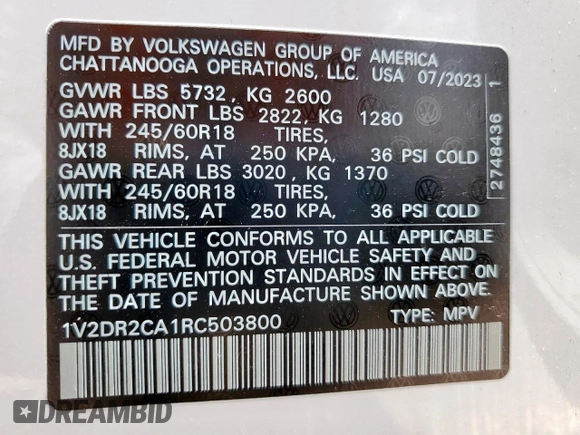 MFD BY VOLKSWAGEN GROUP OF AMERICA
CHATTANOOGA OPERATIONS, LLC. USA 07/2023
GVWR LBS 5732, KG 2600
GAWR FRONT LBS 2822, KG 1280
WITH 245/60R18 TIRES,
8JX18 RIMS, AT 250 KPA, 36 PSI COLD
GAWR REAR LBS 3020, KG 1370
WITH 245/60R18 TIRES,
8JX18 RIMS, AT 250 KPA, 36 PSI COLD
THIS VEHICLE CONFORMS TO ALL APPLICABLE
U.S. FEDERAL MOTOR VEHICLE SAFETY AND
THEFT PREVENTION STANDARDS IN EFFECT ON
THE DATE OF MANUFACTURE SHOWN ABOVE.
1V2DR2CA1RC503800 TYPE: MPV
2748436 1
DREAMBID